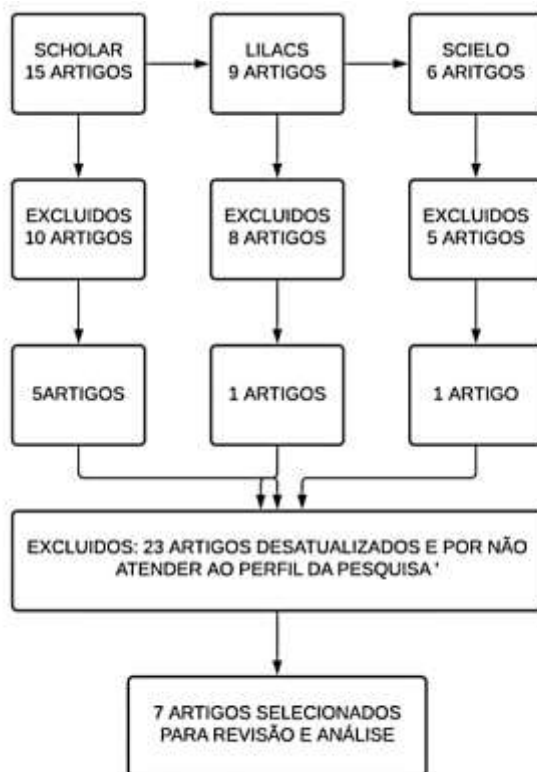 SCHOLAR
15 ARTIGOS
LILACS
9 ARTIGOS
SCIELO
6 ARITGOS
EXCLUIDOS
10 ARTIGOS
EXCLUIDOS
8 ARTIGOS
EXCLUIDOS
5 ARTIGOS
5ARTIGOS
1 ARTIGOS
1 ARTIGO
EXCLUIDOS: 23 ARTIGOS DESATUALIZADOS E POR NÃO
ATENDER AO PERFIL DA PESQUISA '
7 ARTIGOS SELECIONADOS
PARA REVISÃO E ANÁLISE